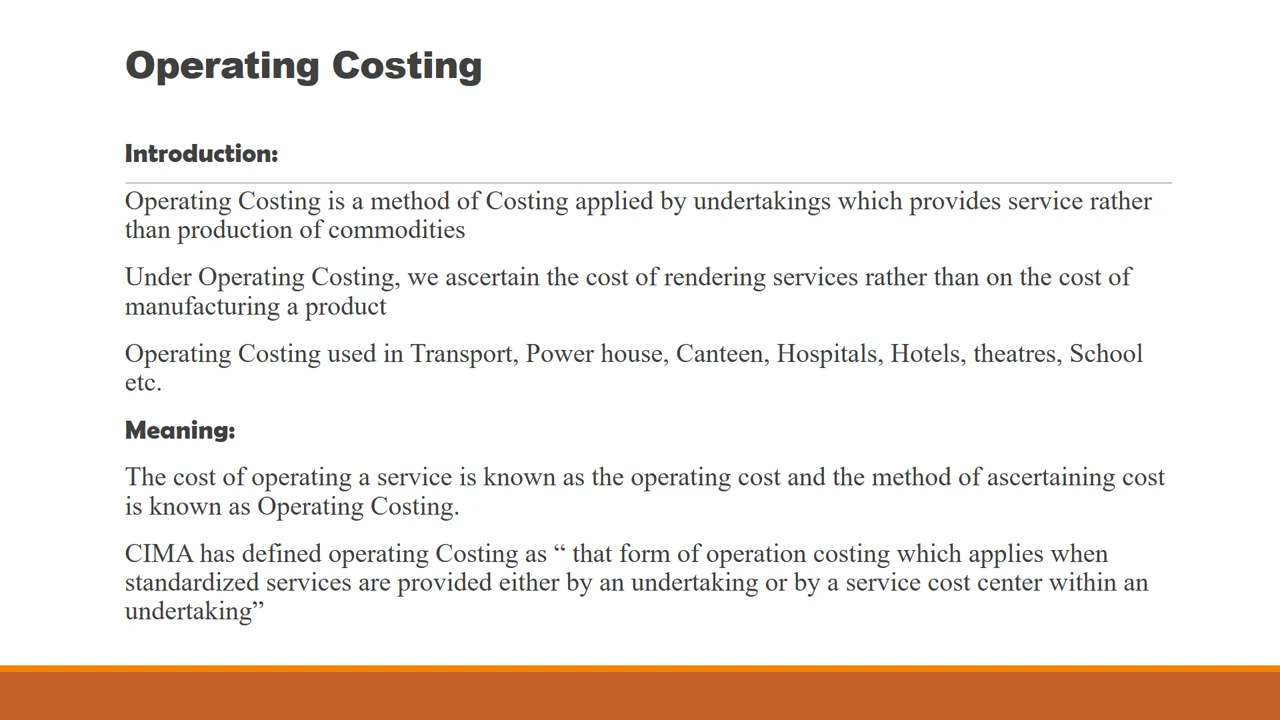 Operating Costing
Introduction:
Operating Costing is a method of Costing applied by undertakings which provides service rather
than production of commodities
Under Operating Costing, we ascertain the cost of rendering services rather than on the cost of
manufacturing a product
Operating Costing used in Transport, Power house, Canteen, Hospitals, Hotels, theatres, School
etc.
Meaning:
The cost of operating a service is known as the operating cost and the method of ascertaining cost
is known as Operating Costing.
CIMA has defined operating Costing as “ that form of operation costing which applies when
standardized services are provided either by an undertaking or by a service cost center within an
undertaking”